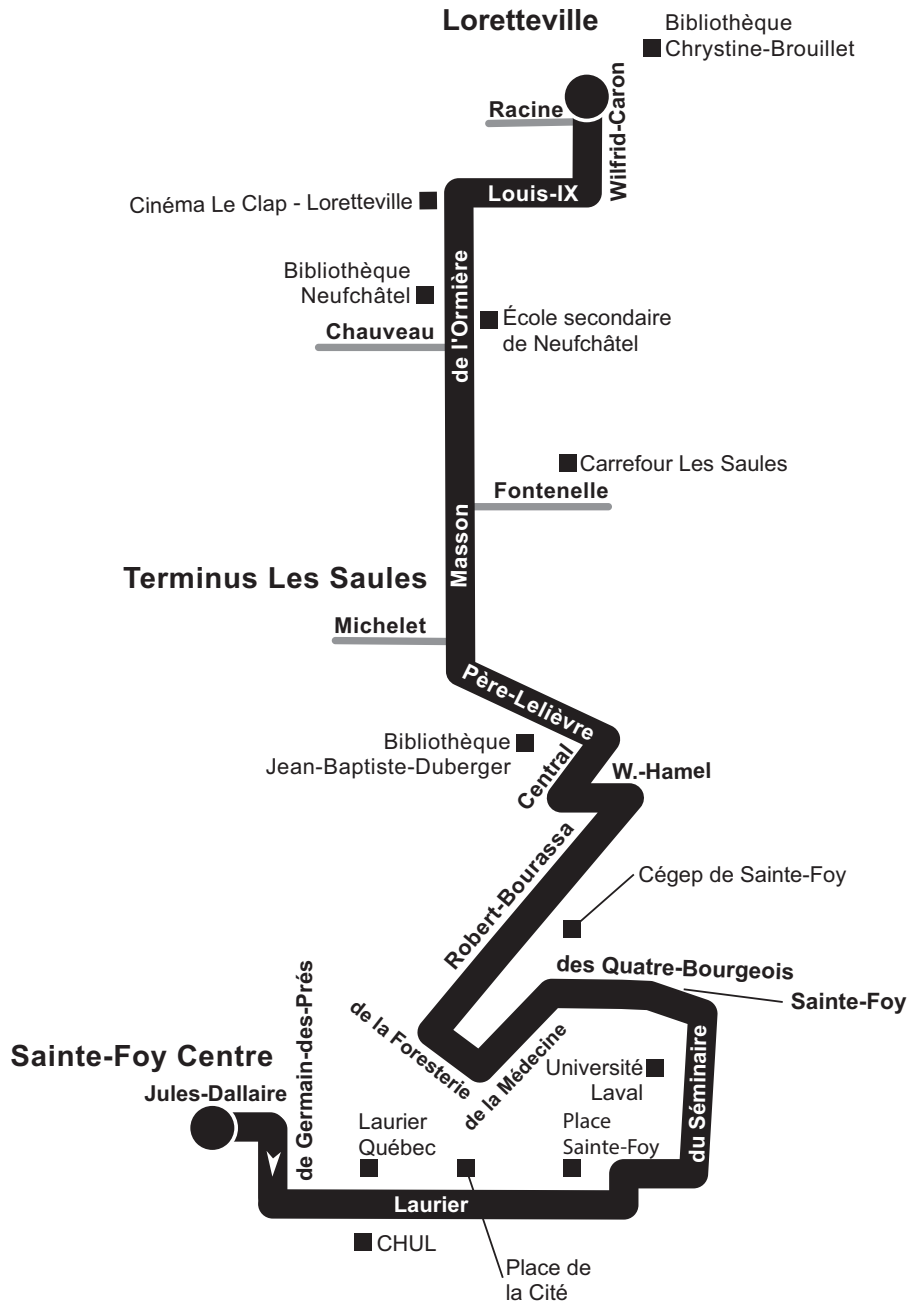 Loretteville
Bibliothèque
Chrystine-Brouillet
Racine
Wilfrid-Caron
Louis-IX
Cinéma Le Clap - Loretteville
Bibliothèque
Neufchâtel
de l'Ormière
École secondaire
de Neufchâtel
Chauveau
Carrefour Les Saules
Fontenelle
Masson
Terminus Les Saules
Michelet
Père-Lelièvre
Bibliothèque
Jean-Baptiste-Duberger
Central
W.-Hamel
Robert-Bourassa
Cégep de Sainte-Foy
des Quatre-Bourgeois
Sainte-Foy
de la Foresterie
de la Médecine
Université
Laval
du Séminaire
Sainte-Foy Centre
Jules-Dallaire
de Germain-des-Prés
Laurier
Québec
Place
Sainte-Foy
Laurier
CHUL
Place de
la Cité